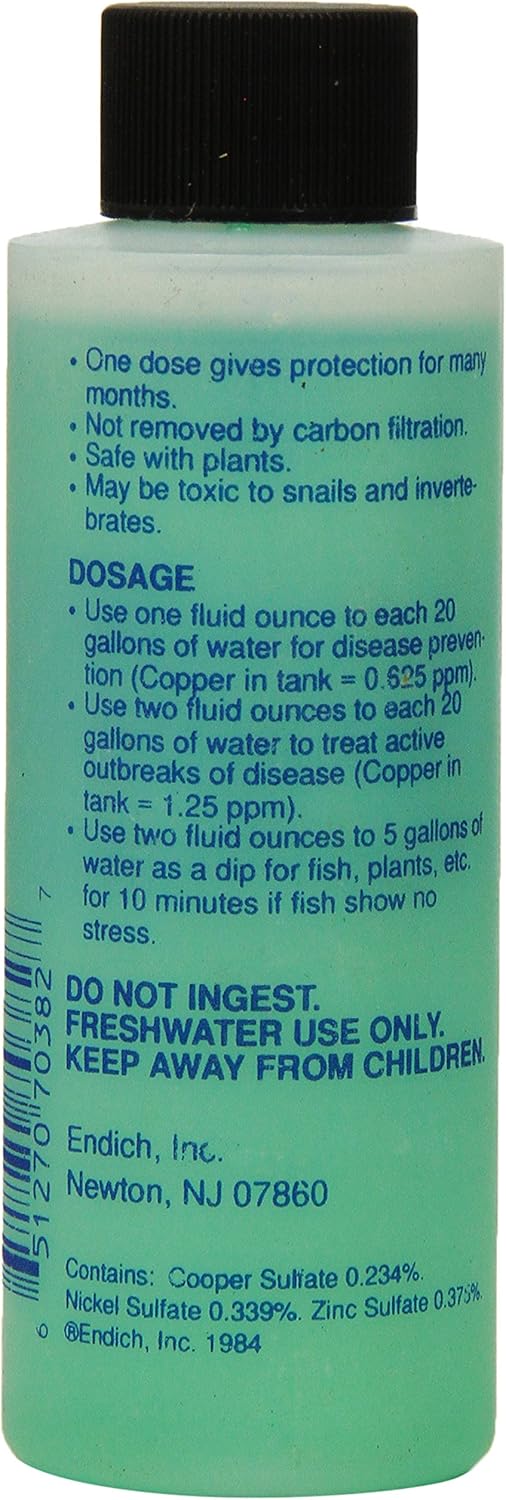 • One dose gives protection for many
months.
• Not removed by carbon filtration.
• Safe with plants.
• May be toxic to snails and inverte-
brates.
DOSAGE
• Use one fluid ounce to each 20
gallons of water for disease preven-
tion (Copper in tank = 0.625 ppm).
• Use two fluid ounces to each 20
gallons of water to treat active
outbreaks of disease (Copper in
tank = 1.25 ppm).
• Use two fluid ounces to 5 gallons of
water as a dip for fish, plants, etc.
for 10 minutes if fish show no
stress.
DO NOT INGEST.
FRESHWATER USE ONLY.
KEEP AWAY FROM CHILDREN.
Endich, Inc.
Newton, NJ 07860
Contains: Cooper Sulfate 0.234%.
Nickel Sulfate 0.339%. Zinc Sulfate 0.375%.
®Endich, Inc. 1984
6 51270 70382 7